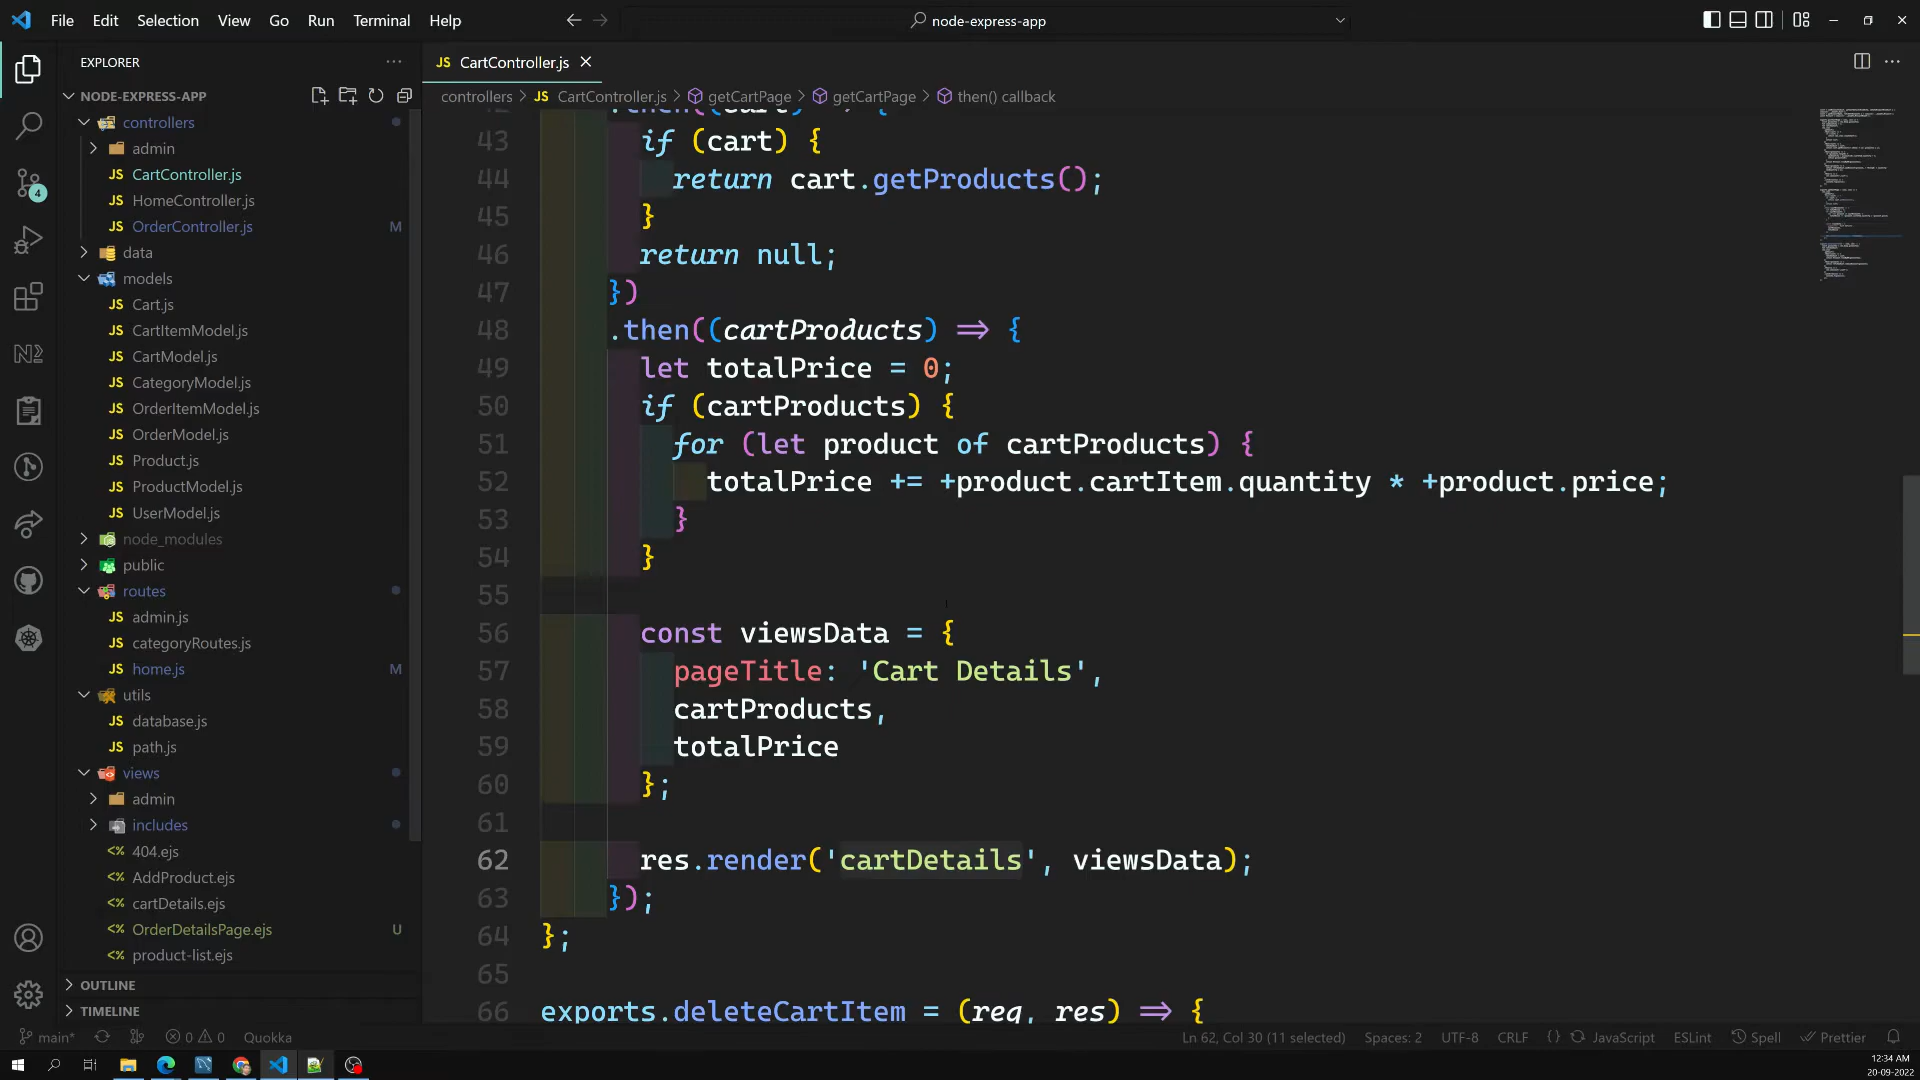 File Edit Selection View Go Run Terminal Help
node-express-app
EXPLORER
JS CartController.js
NODE-EXPRESS-APP
controllers > JS CartController.js > getCartPage > getCartPage > then() callback
controllers
admin
CartController.js
HomeController.js
OrderController.js M
data
models
JS Cart.js
JS CartItemModel.js
JS CartModel.js
JS CategoryModel.js
JS OrderItemModel.js
JS OrderModel.js
JS Product.js
JS ProductModel.js
JS UserModel.js
node_modules
public
routes
JS admin.js
JS categoryRoutes.js
JS home.js M
utils
JS database.js
JS path.js
views
admin
includes
<% 404.ejs
<% AddProduct.ejs
<% cartDetails.ejs
<% OrderDetailsPage.ejs U
<% product-list.ejs
OUTLINE
TIMELINE
4
.then((cart) => {
43 if (cart) {
44 return cart.getProducts();
45 }
46 return null;
47 })
48 .then((cartProducts) => {
49 let totalPrice = 0;
50 if (cartProducts) {
51 for (let product of cartProducts) {
52 totalPrice += +product.cartItem.quantity * +product.price;
53 }
54 }
55
56 const viewsData = {
57 pageTitle: 'Cart Details',
58 cartProducts,
59 totalPrice
60 };
61
62 res.render('cartDetails', viewsData);
63 });
64 };
65
66 exports.deleteCartItem = (req, res) => {
main* 0 0 Quokka Ln 62, Col 30 (11 selected) Spaces: 2 UTF-8 CRLF {} JavaScript ESLint Spell Prettier
12:34 AM
20-09-2022